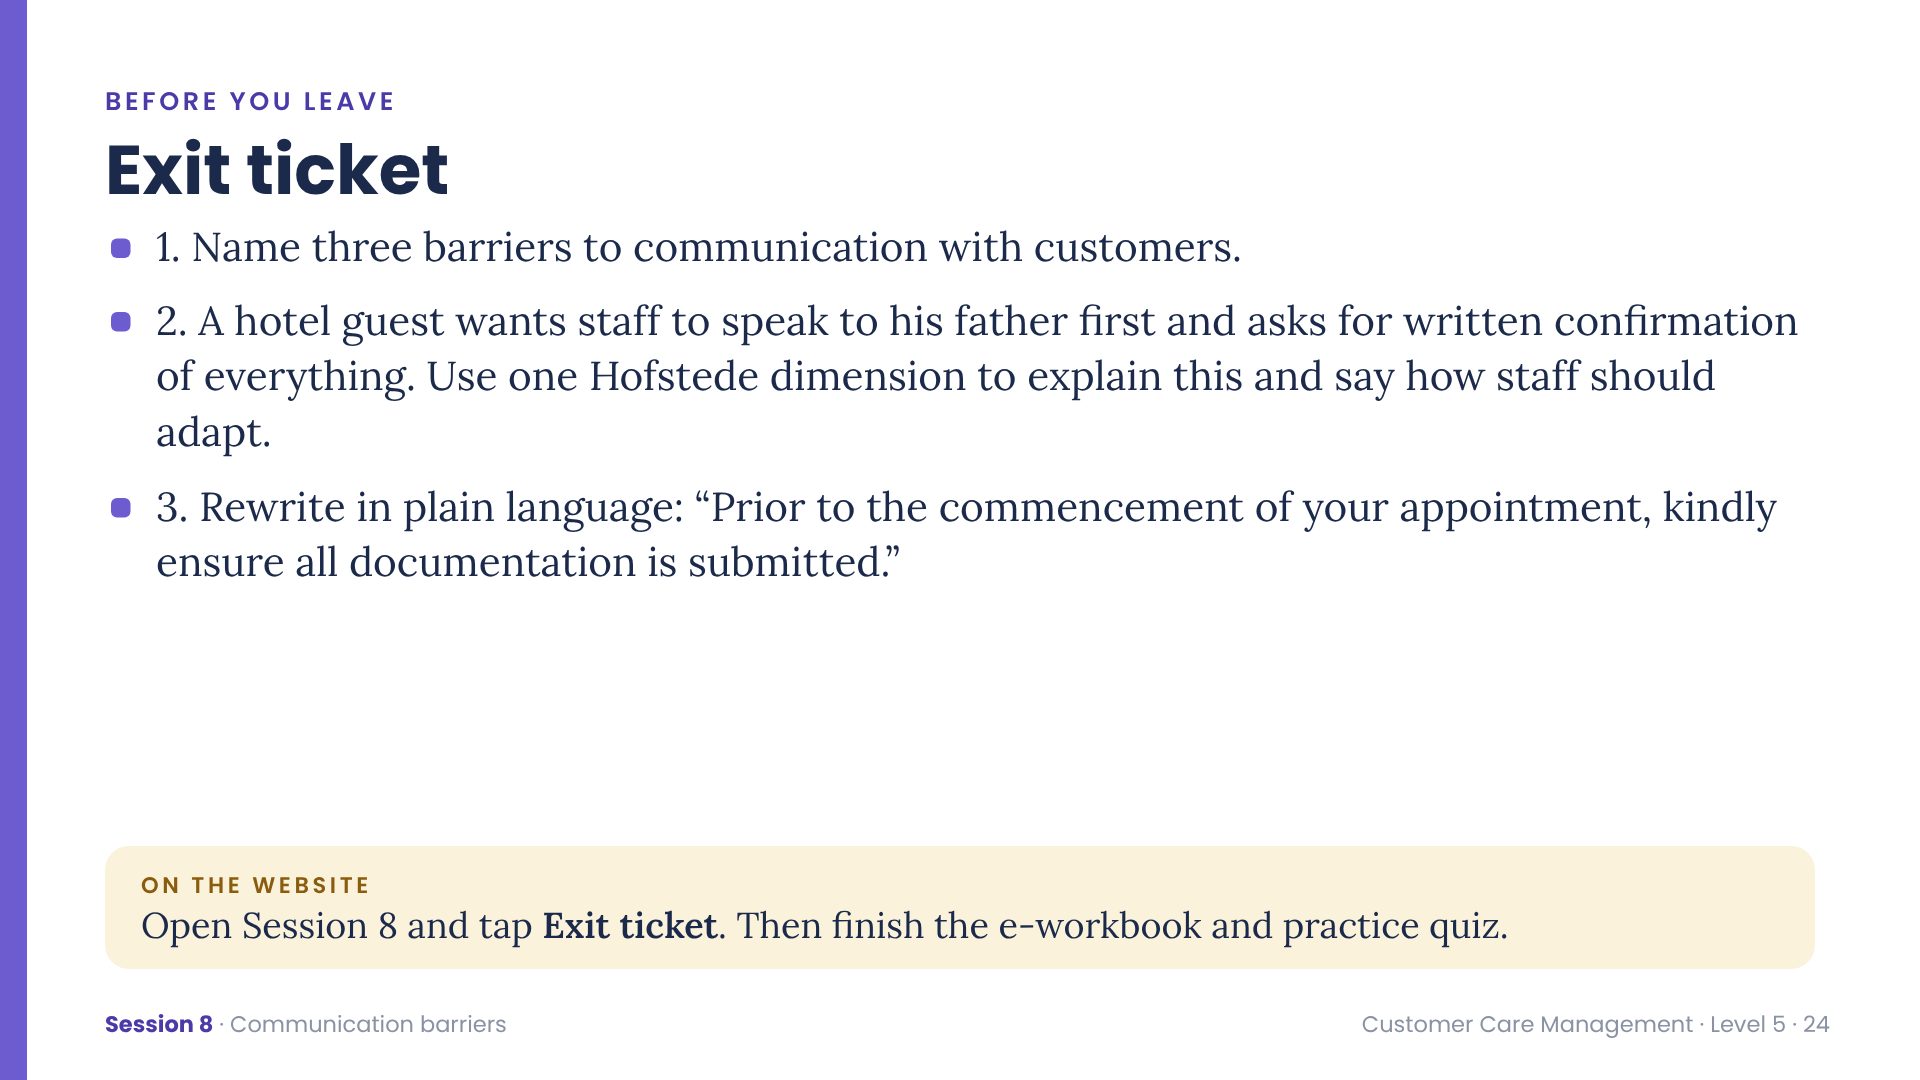 BEFORE YOU LEAVE
Exit ticket
1. Name three barriers to communication with customers.
2. A hotel guest wants staff to speak to his father first and asks for written confirmation
of everything. Use one Hofstede dimension to explain this and say how staff should
adapt.
3. Rewrite in plain language: “Prior to the commencement of your appointment, kindly
ensure all documentation is submitted.”
ON THE WEBSITE
Open Session 8 and tap Exit ticket. Then finish the e-workbook and practice quiz.
Session 8 · Communication barriers
Customer Care Management · Level 5 · 24